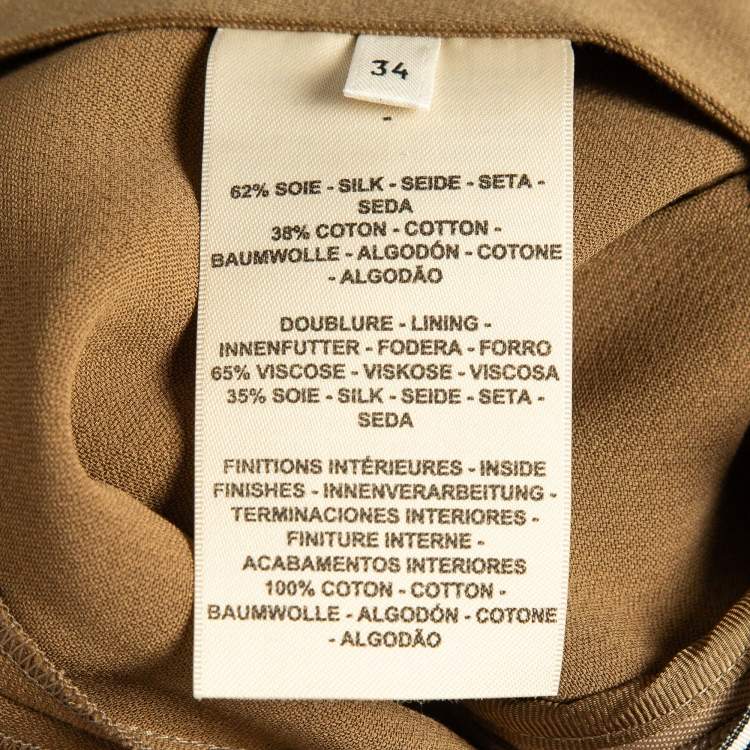 34
-
62% SOIE - SILK - SEIDE - SETA -
SEDA
38% COTON - COTTON -
BAUMWOLLE - ALGODÓN - COTONE
- ALGODÃO
DOUBLURE - LINING -
INNENFUTTER - FODERA - FORRO
65% VISCOSE - VISKOSE - VISCOSA
35% SOIE - SILK - SEIDE - SETA -
SEDA
FINITIONS INTÉRIEURES - INSIDE
FINISHES - INNENVERARBEITUNG -
TERMINACIONES INTERIORES -
FINITURE INTERNE -
ACABAMENTOS INTERIORES
100% COTON - COTTON -
BAUMWOLLE - ALGODÓN - COTONE
- ALGODÃO